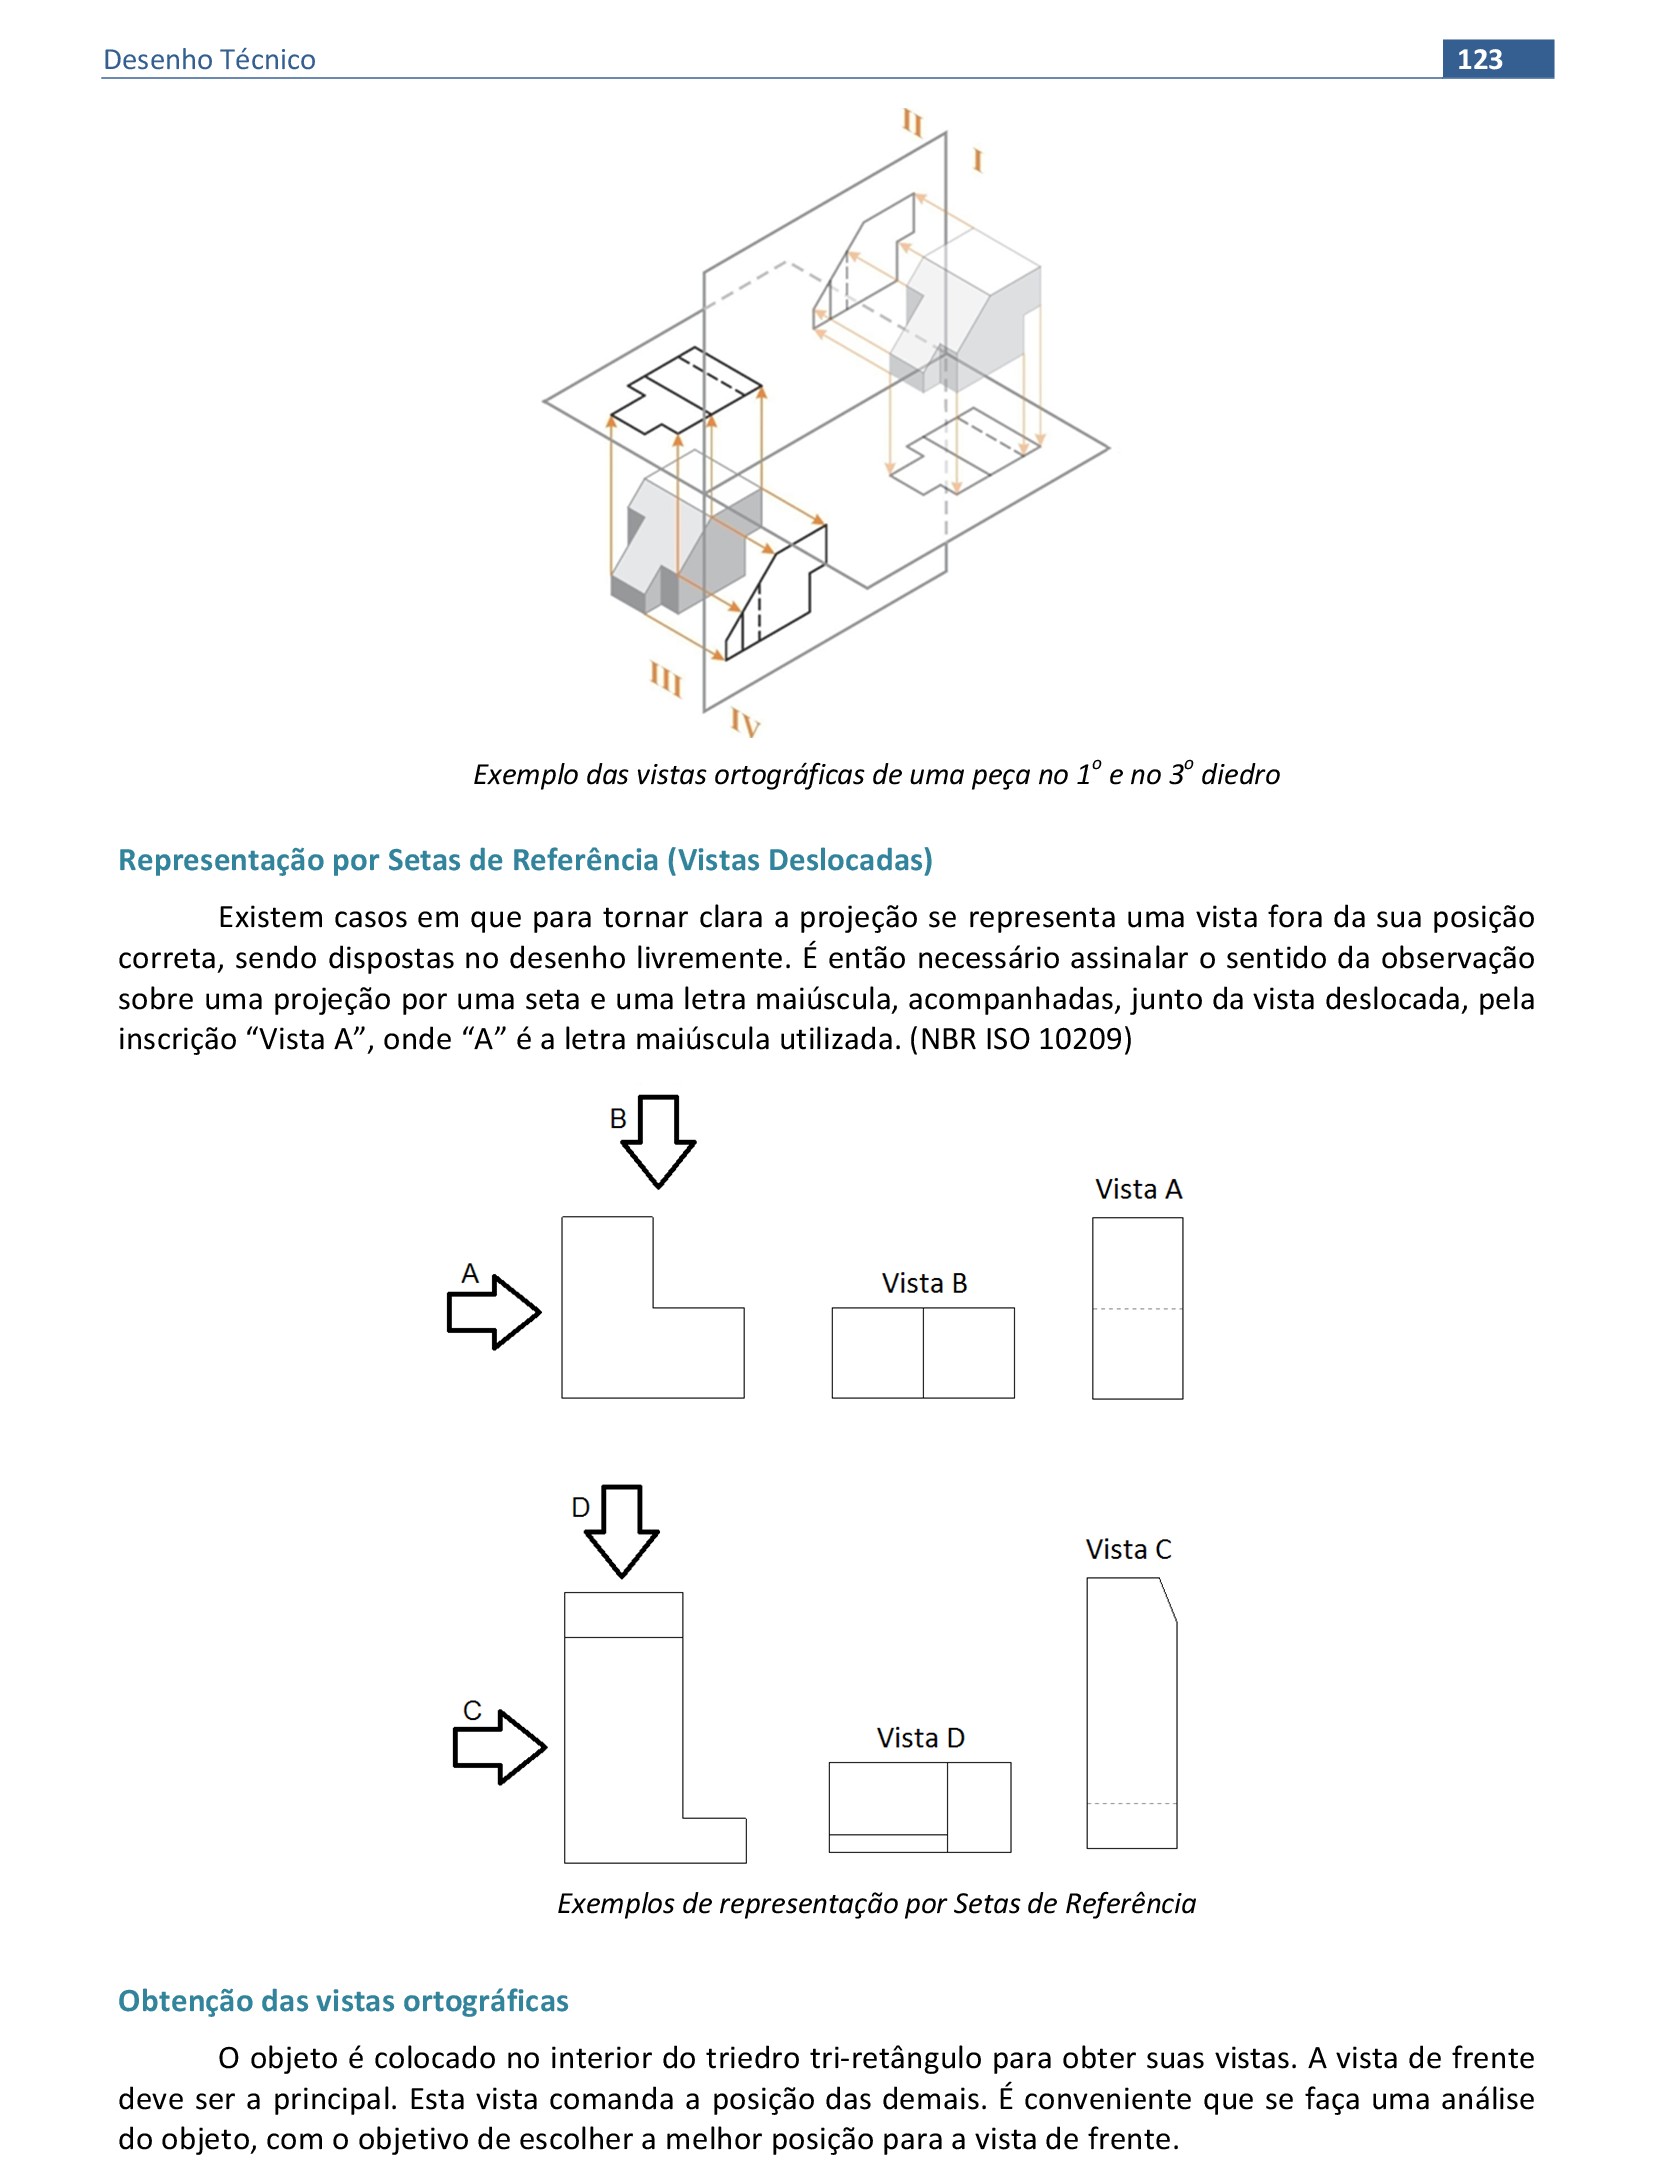 Desenho Técnico
123
II
I
III
IV
Exemplo das vistas ortográficas de uma peça no 1º e no 3º diedro
Representação por Setas de Referência (Vistas Deslocadas)
Existem casos em que para tornar clara a projeção se representa uma vista fora da sua posição
correta, sendo dispostas no desenho livremente. É então necessário assinalar o sentido da observação
sobre uma projeção por uma seta e uma letra maiúscula, acompanhadas, junto da vista deslocada, pela
inscrição “Vista A”, onde “A” é a letra maiúscula utilizada. (NBR ISO 10209)
B
Vista A
A
Vista B
D
Vista C
C
Vista D
Exemplos de representação por Setas de Referência
Obtenção das vistas ortográficas
O objeto é colocado no interior do triedro tri-retângulo para obter suas vistas. A vista de frente
deve ser a principal. Esta vista comanda a posição das demais. É conveniente que se faça uma análise
do objeto, com o objetivo de escolher a melhor posição para a vista de frente.